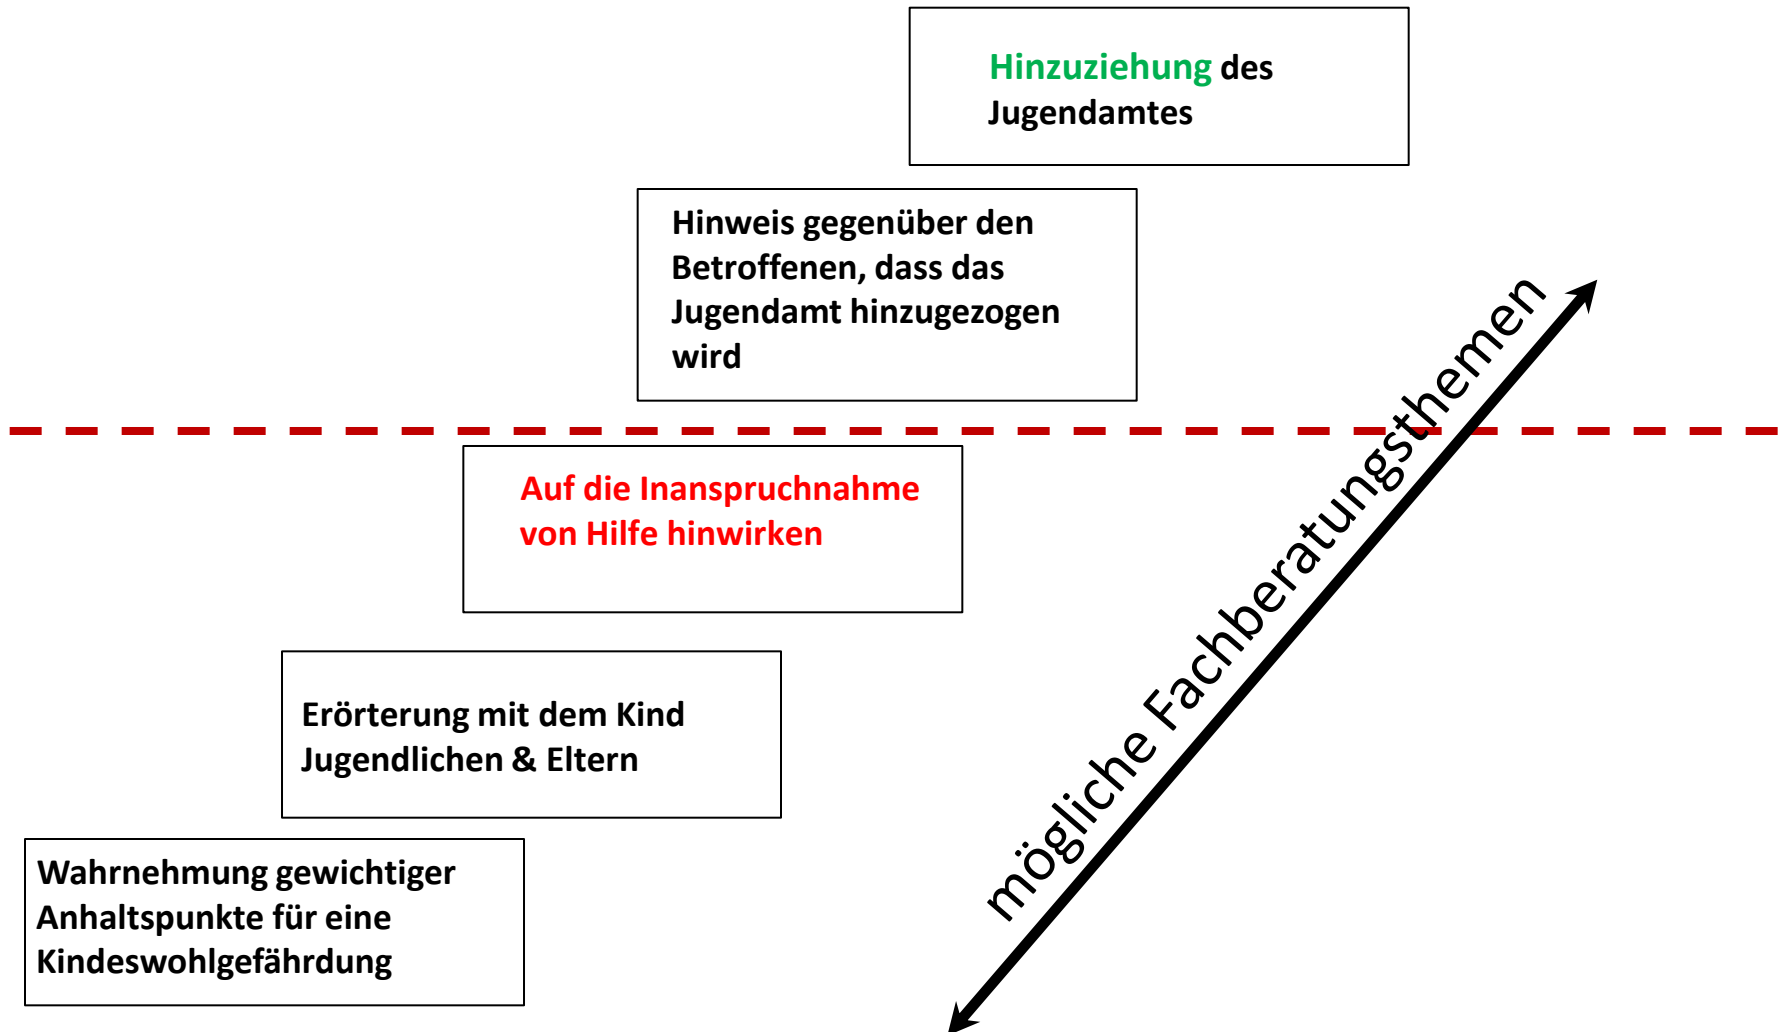 Hinzuziehung des
Jugendamtes
Hinweis gegenüber den
Betroffenen, dass das
Jugendamt hinzugezogen
wird
Auf die Inanspruchnahme
von Hilfe hinwirken
Erörterung mit dem Kind
Jugendlichen & Eltern
Wahrnehmung gewichtiger
Anhaltspunkte für eine
Kindeswohlgefährdung
mögliche Fachberatungsthemen